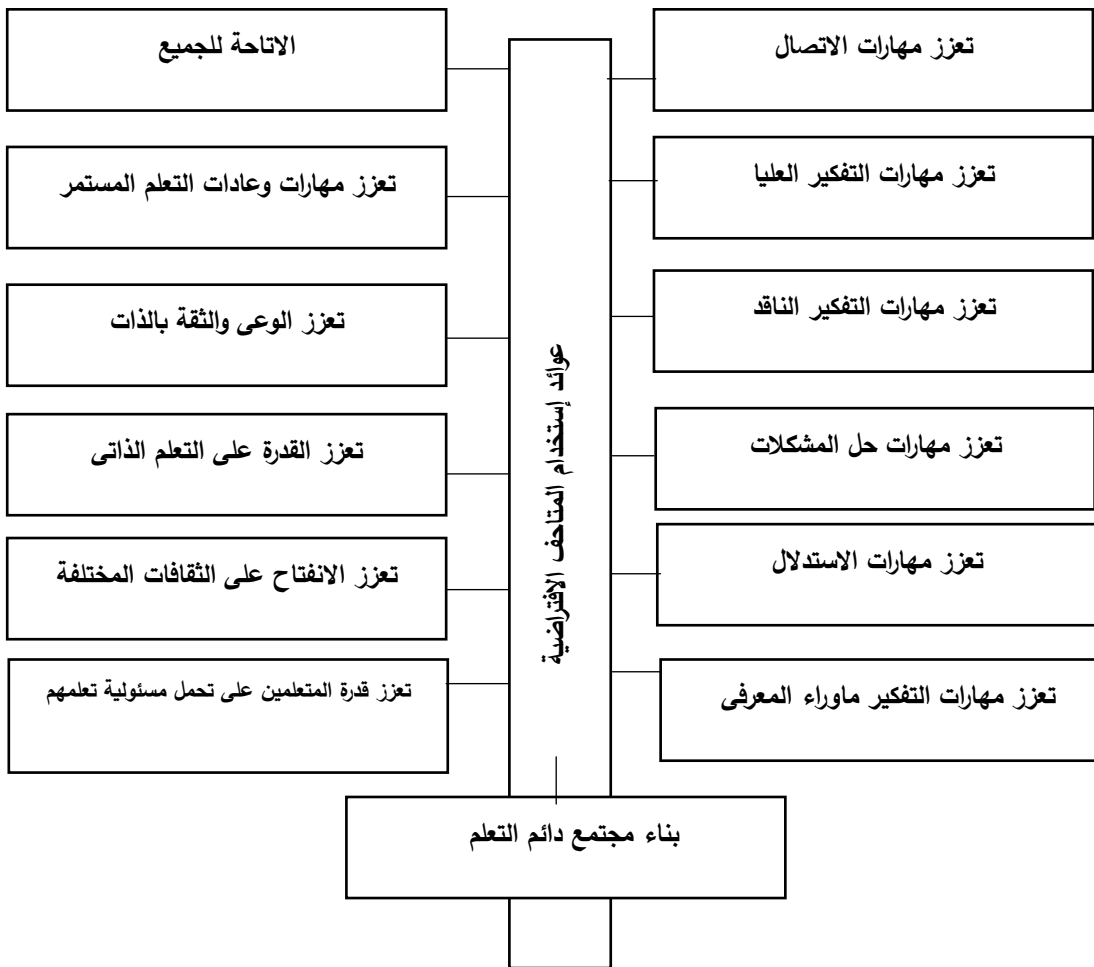 تعزز مهارات الاتصال
الاتاحة للجميع
تعزز مهارات التفكير العليا
تعزز مهارات وعادات التعلم المستمر
تعزز مهارات التفكير الناقد
تعزز الوعى والثقة بالذات
عوائد إستخدام المتاحف الافتراضية
تعزز مهارات حل المشكلات
تعزز القدرة على التعلم الذاتى
تعزز مهارات الاستدلال
تعزز الانفتاح على الثقافات المختلفة
تعزز مهارات التفكير ماوراء المعرفى
تعزز قدرة المتعلمين على تحمل مسئولية تعلمهم
بناء مجتمع دائم التعلم